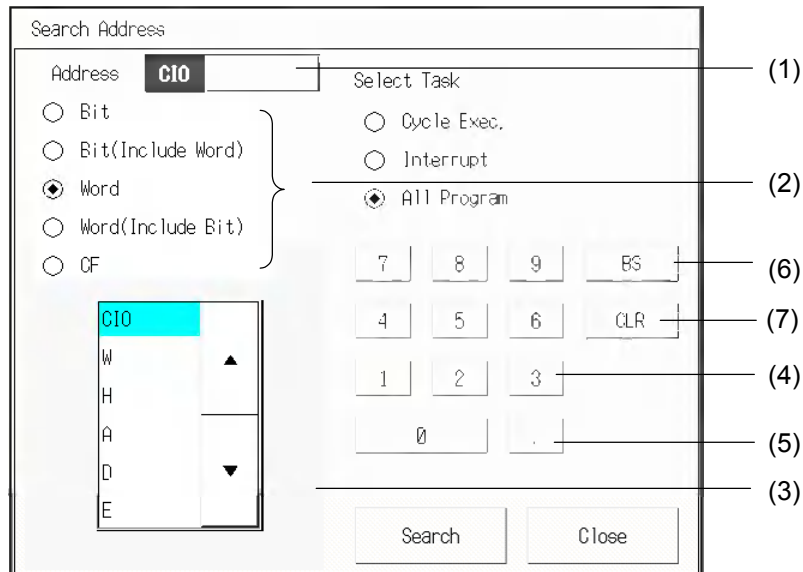 Search Address
Address CIO (1)
Select Task
Bit
Cycle Exec.
Bit(Include Word)
Interrupt
Word (2)
All Program
Word(Include Bit)
CF
7 8 9 BS (6)
CIO
4 5 6 CLR (7)
W
1 2 3 (4)
H
A
0 . (5)
D
(3)
E
Search Close